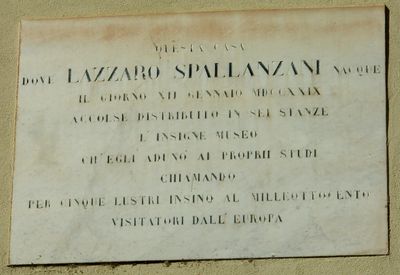 QUESTA CASA
DOVE LAZZARO SPALLANZANI NACQUE
IL GIORNO XII GENNAIO MDCCXXIX
ACCOLSE DISTRIBUITO IN SEI STANZE
L'INSIGNE MUSEO
CH'EGLI ADUNÒ AI PROPRII STUDI
CHIAMANDO
PER CINQUE LUSTRI INSINO AL MILLEOTTOCENTO
VISITATORI DALL'EUROPA